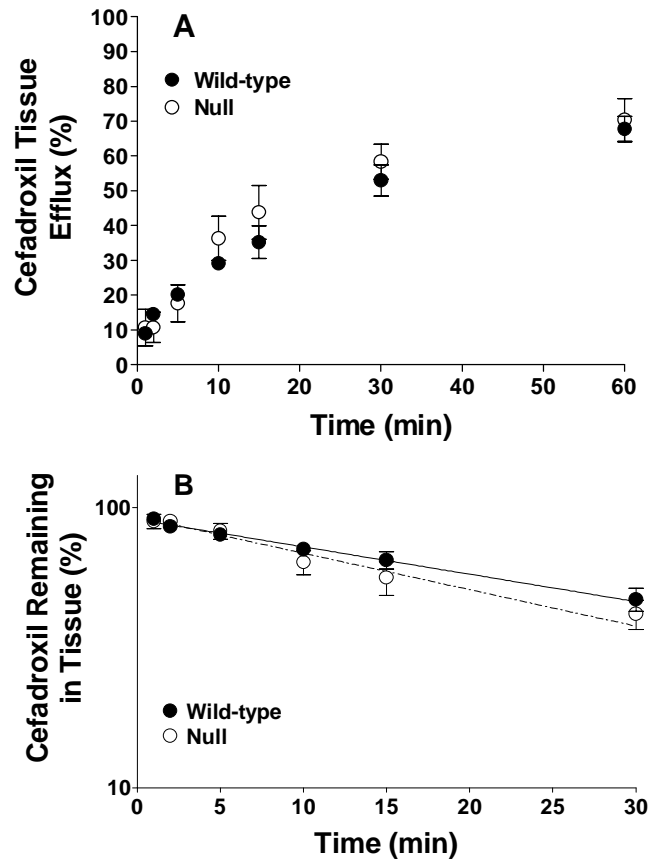 A
Wild-type
Null
Cefadroxil Tissue
Efflux (%)
100
90
80
70
60
50
40
30
20
10
0
0 10 20 30 40 50 60
Time (min)
B
Cefadroxil Remaining
in Tissue (%)
100
10
Wild-type
Null
0 5 10 15 20 25 30
Time (min)